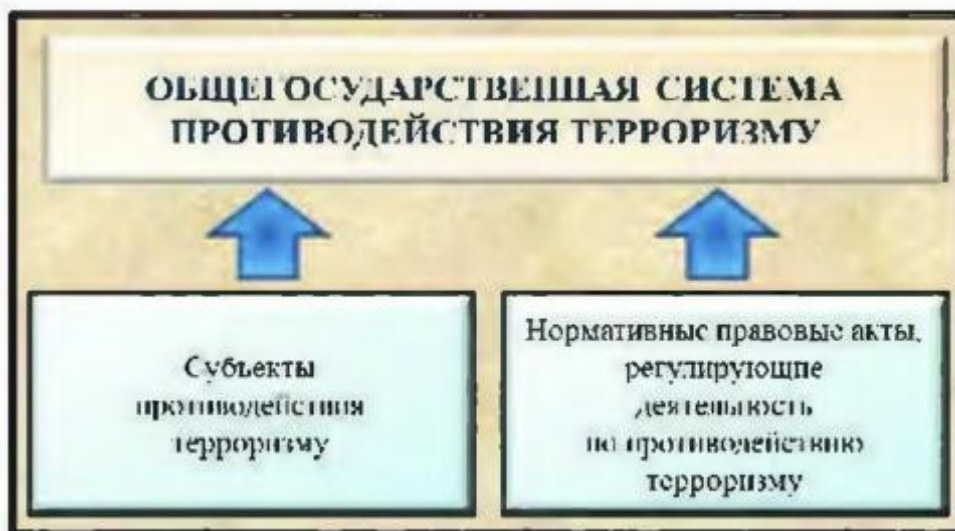 ОБЩЕГОСУДАРСТВЕННАЯ СИСТЕМА
ПРОТИВОДЕЙСТВИЯ ТЕРРОРИЗМУ
Субъекты
противодействия
терроризму
Нормативные правовые акты,
регулирующие
деятельность
по противодействию
терроризму